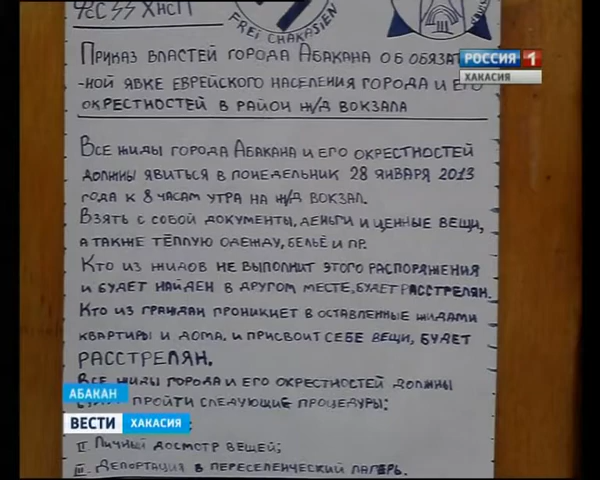 FREI CHAKASIEN
РОССИЯ 1
ХАКАСИЯ
Приказ властей города Абакана об обязат
-ной явке еврейского населения города и его
окрестностей в район ж/д вокзала
Все жиды города Абакана и его окрестностей
должны явиться в понедельник 28 января 2013
года к 8 часам утра на ж/д вокзал.
Взять с собой документы, деньги и ценные вещи,
а также тёплую одежду, бельё и пр.
Кто из жидов не выполнит этого распоряжения
и будет найден в другом месте, будет расстрелян.
Кто из граждан проникнет в оставленные жидами
квартиры и дома, и присвоит себе вещи, будет
РАССТРЕЛЯН.
Все жиды города и его окрестностей должны
пройти следующие процедуры:
II. Личный досмотр вещей;
III. Депортация в переселенческий лагерь.
АБАКАН
ВЕСТИ ХАКАСИЯ